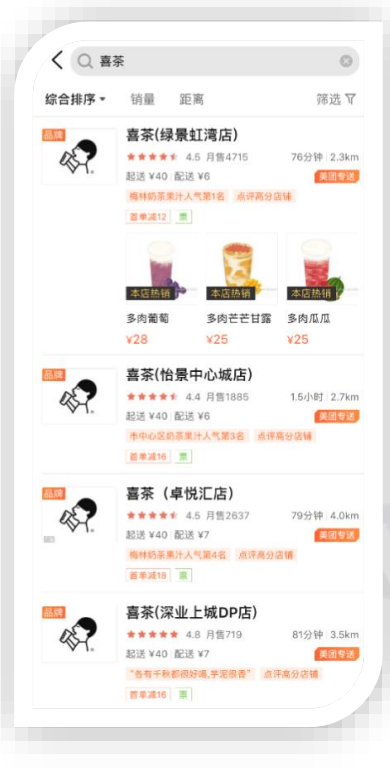 喜茶
综合排序 销量 距离 筛选
品牌
喜茶(绿景虹湾店)
4.5 月售4715 76分钟 2.3km
起送 ¥40 配送 ¥6 美团专送
梅林奶茶果汁人气第1名 点评高分店铺
首单减12 票
本店热销 本店热销 本店热销
多肉葡萄 多肉芒芒甘露 多肉瓜瓜
¥28 ¥25 ¥25
品牌
喜茶(怡景中心城店)
4.4 月售1885 1.5小时 2.7km
起送 ¥40 配送 ¥6 美团专送
市中心区奶茶果汁人气第3名 点评高分店铺
首单减16 票
品牌
喜茶（卓悦汇店）
4.5 月售2637 79分钟 4.0km
起送 ¥40 配送 ¥7 美团专送
梅林奶茶果汁人气第4名 点评高分店铺
首单减18 票
品牌
喜茶(深业上城DP店)
4.8 月售719 81分钟 3.5km
起送 ¥40 配送 ¥7 美团专送
"各有千秋都很好喝,芋泥很香" 点评高分店铺
首单减16 票